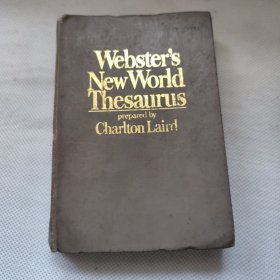 Webster's
New World
Thesaurus
prepared by
Charlton Laird